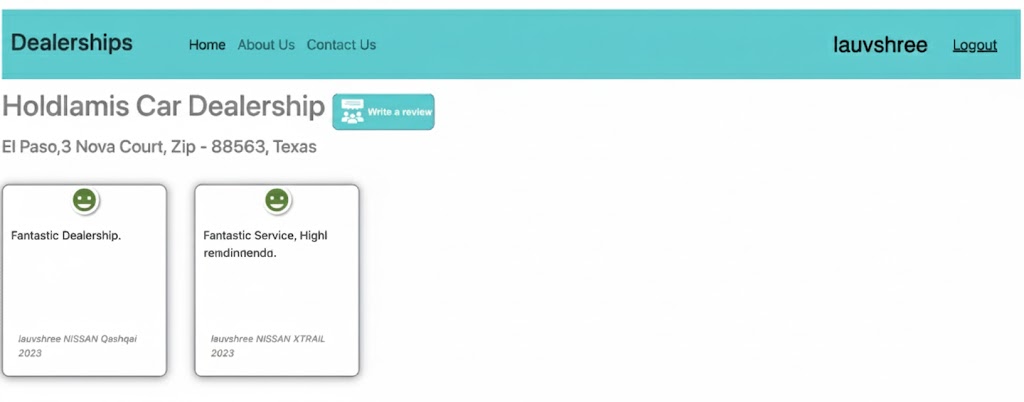 Dealerships Home About Us Contact Us lauvshree Logout
Holdlamis Car Dealership Write a review
El Paso,3 Nova Court, Zip - 88563, Texas
Fantastic Dealership.
lauvshree NISSAN Qashqai
2023
Fantastic Service, Highl
remdinnenda.
lauvshree NISSAN XTRAIL
2023